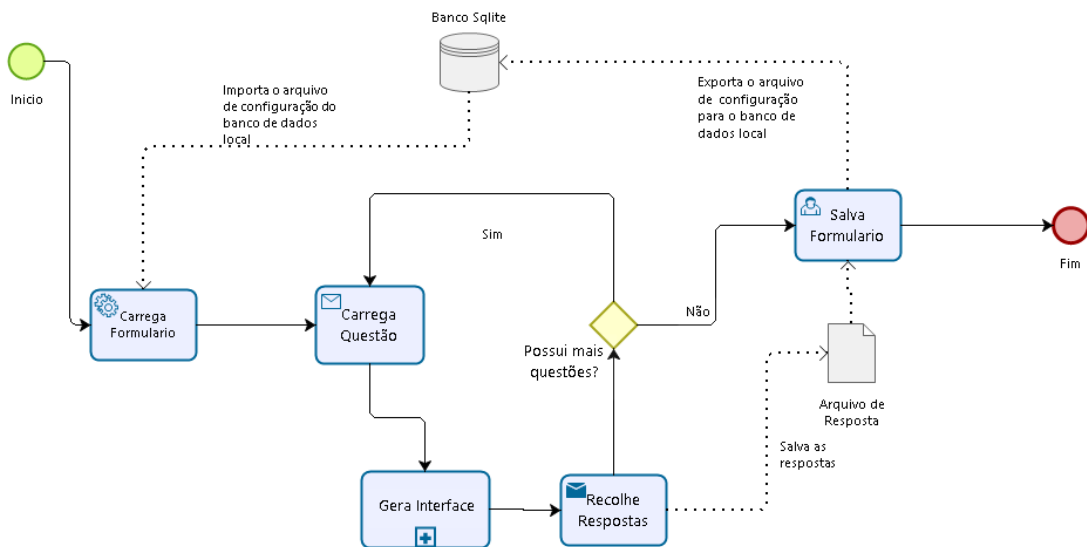 Banco Sqlite
Inicio
Importa o arquivo
de configuração do
banco de dados
local
Exporta o arquivo
de configuração
para o banco de
dados local
Salva
Formulario
Fim
Sim
Carrega
Formulario
Carrega
Questão
Não
Possui mais
questões?
Arquivo de
Resposta
Salva as
respostas
Gera Interface
Recolhe
Respostas